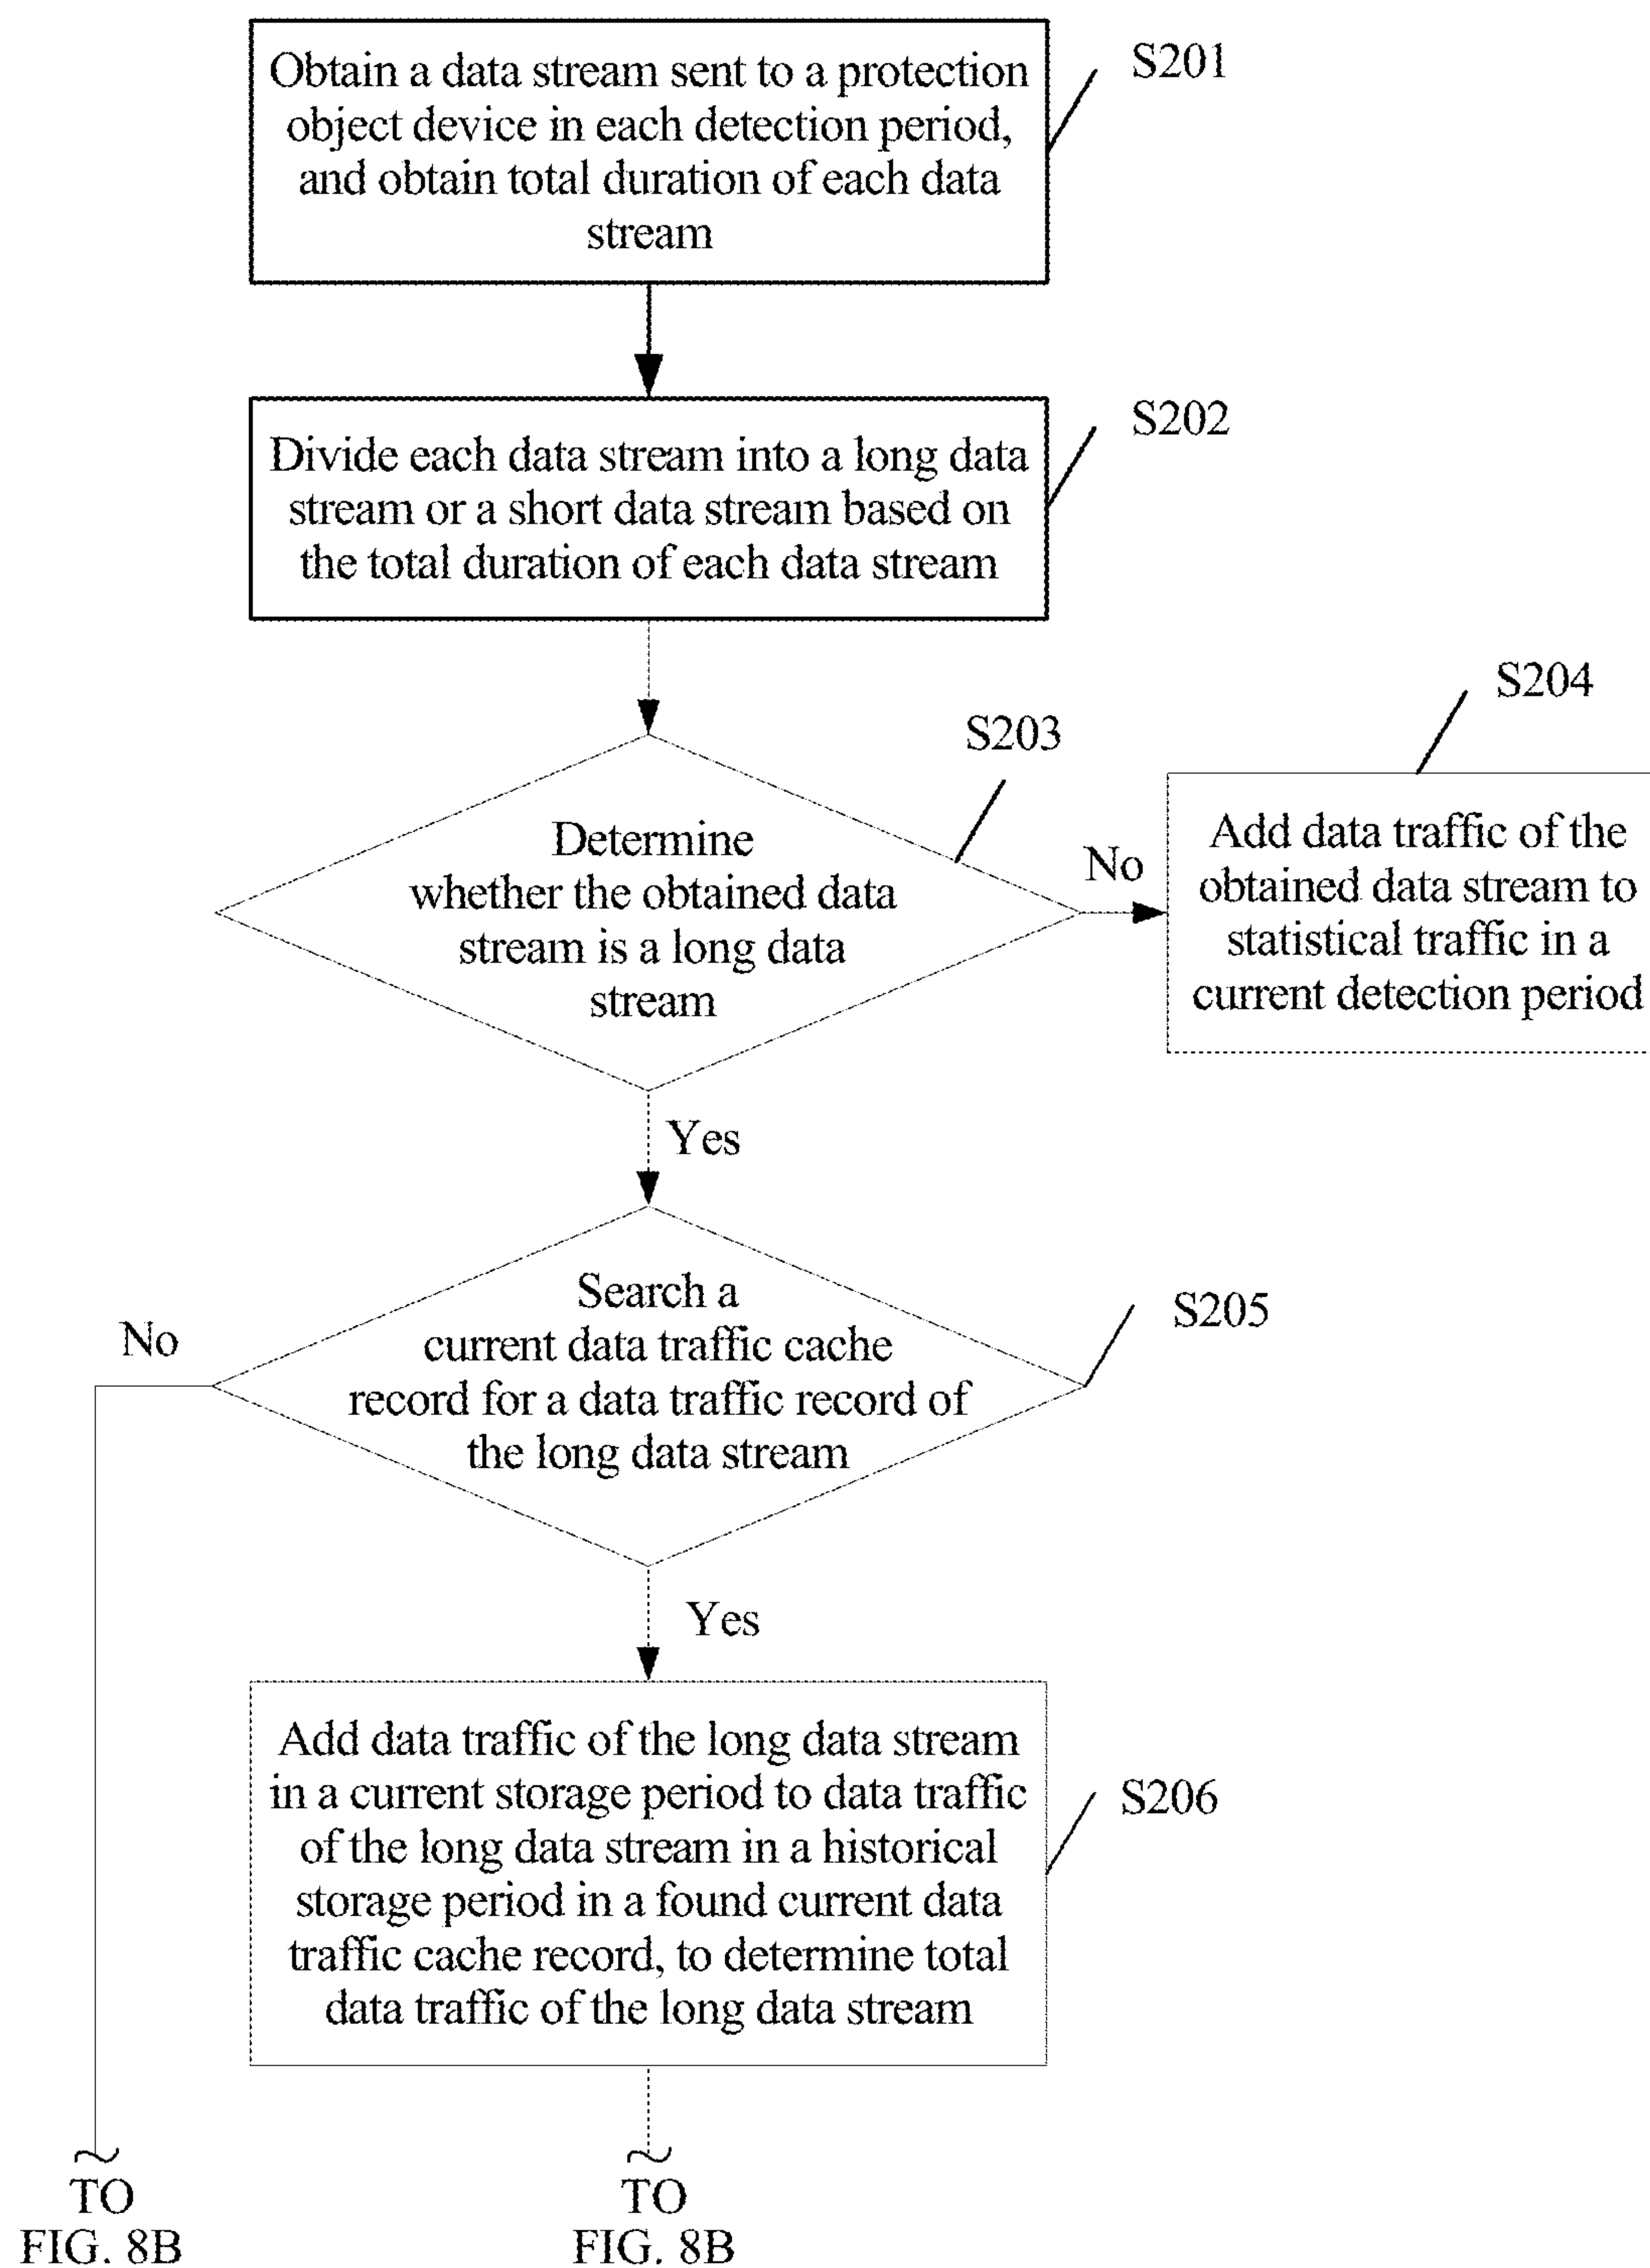 Obtain a data stream sent to a protection
object device in each detection period,
and obtain total duration of each data
stream
S201
Divide each data stream into a long data
stream or a short data stream based on
the total duration of each data stream
S202
Determine
whether the obtained data
stream is a long data
stream
S203
No
S204
Add data traffic of the
obtained data stream to
statistical traffic in a
current detection period
Yes
Search a
current data traffic cache
record for a data traffic record of
the long data stream
S205
No
Yes
Add data traffic of the long data stream
in a current storage period to data traffic
of the long data stream in a historical
storage period in a found current data
traffic cache record, to determine total
data traffic of the long data stream
S206
TO
FIG. 8B
TO
FIG. 8B